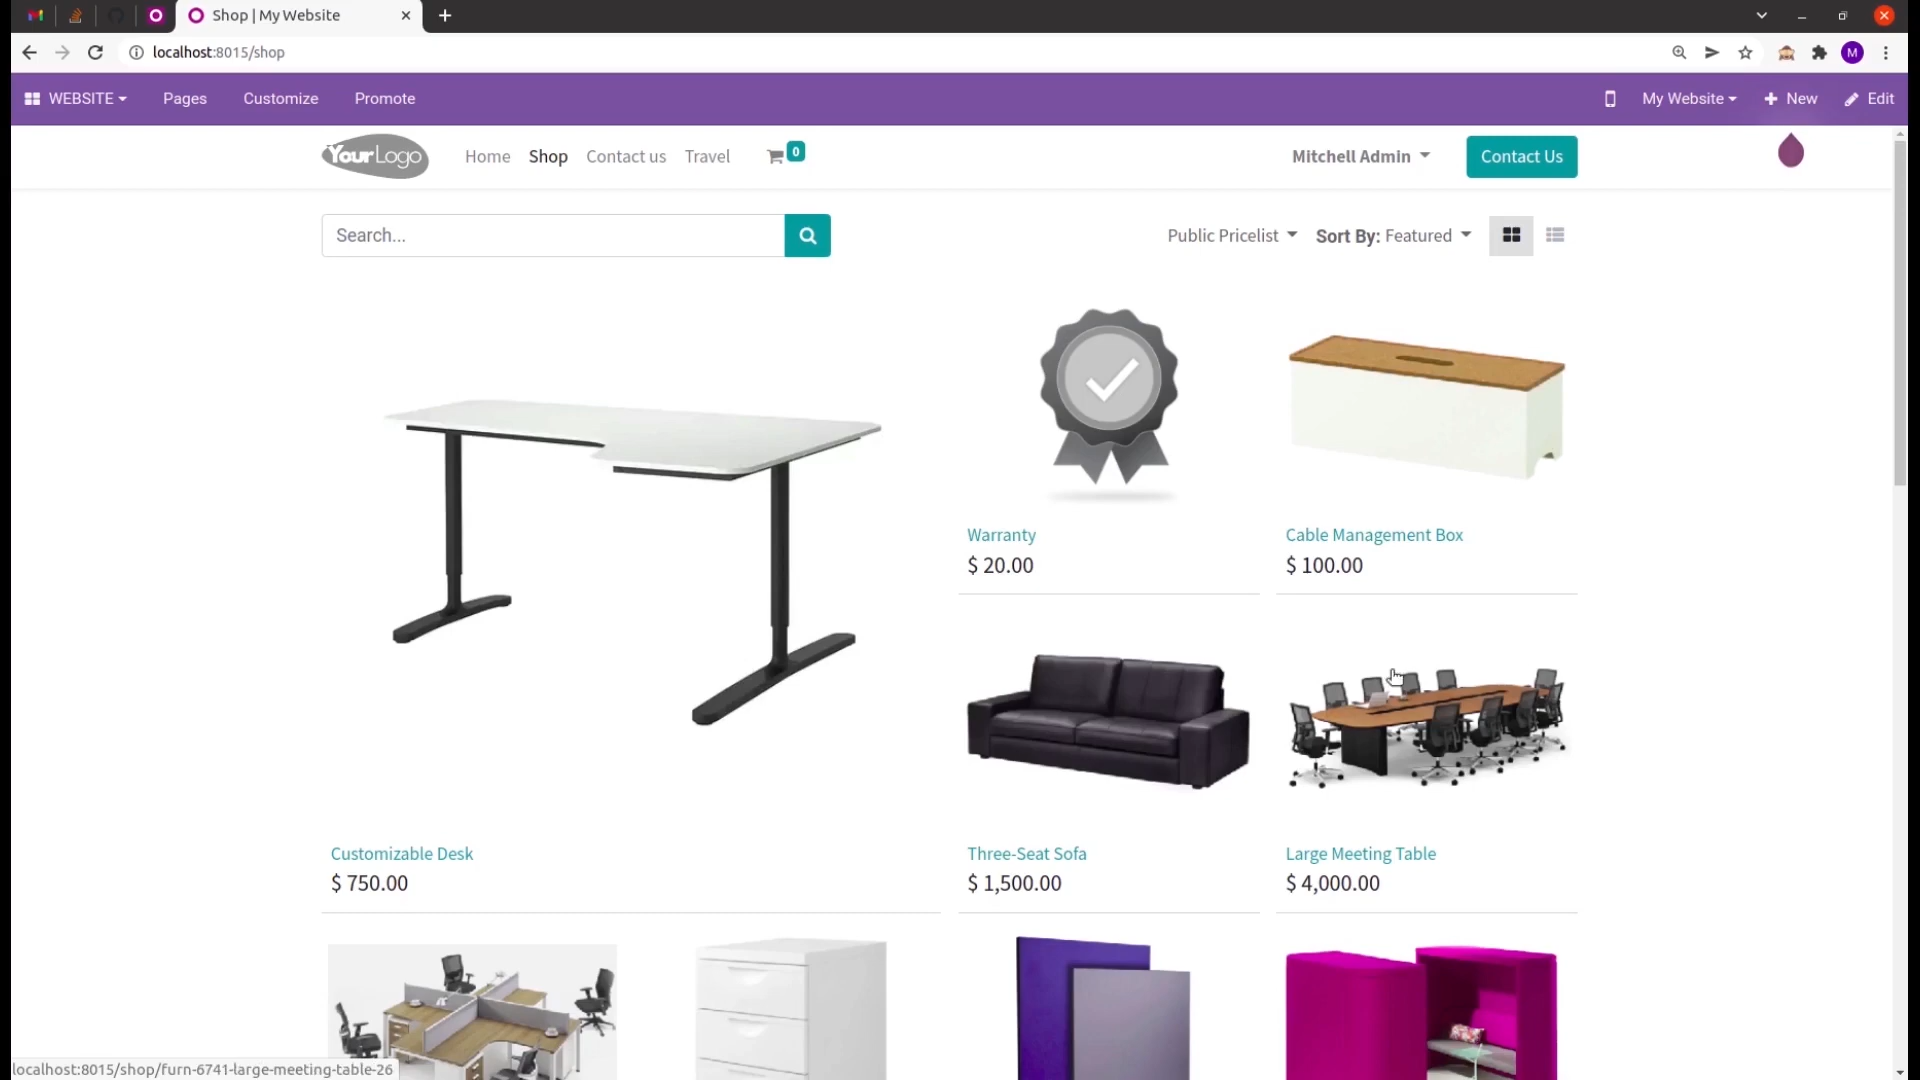 Shop | My Website
localhost:8015/shop
M
WEBSITE Pages Customize Promote My Website New Edit
YourLogo Home Shop Contact us Travel 0 Mitchell Admin Contact Us
Search... Public Pricelist Sort By: Featured
Warranty
$ 20.00
Cable Management Box
$ 100.00
Customizable Desk
$ 750.00
Three-Seat Sofa
$ 1,500.00
Large Meeting Table
$ 4,000.00
localhost:8015/shop/furn-6741-large-meeting-table-26